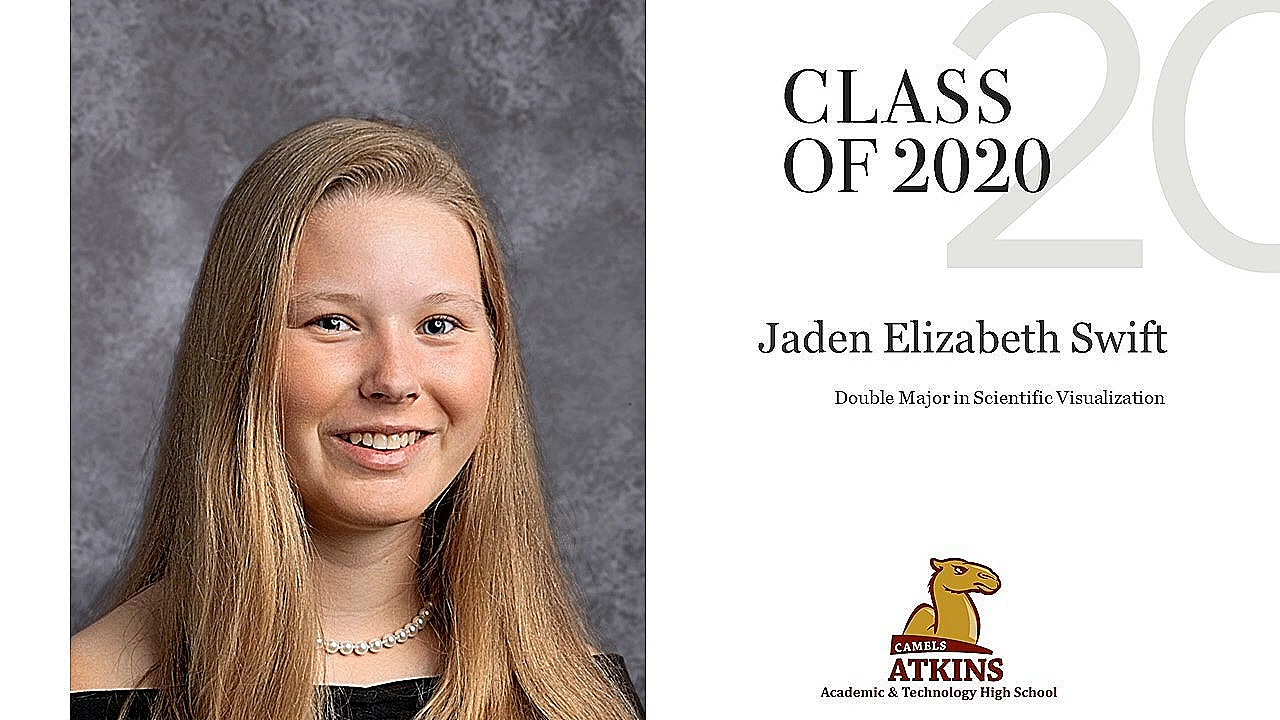 20
CLASS
OF 2020
Jaden Elizabeth Swift
Double Major in Scientific Visualization
CAMELS
ATKINS
Academic & Technology High School